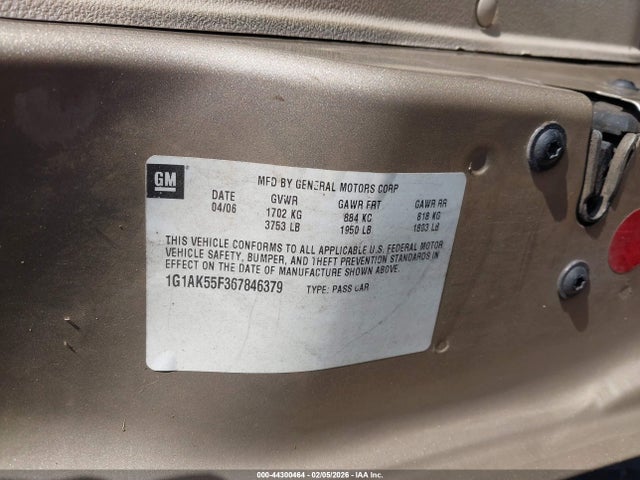 GM
MFD BY GENERAL MOTORS CORP
DATE GVWR GAWR FRT GAWR RR
04/06 1702 KG 884 KG 818 KG
3753 LB 1950 LB 1803 LB
THIS VEHICLE CONFORMS TO ALL APPLICABLE U.S. FEDERAL MOTOR
VEHICLE SAFETY, BUMPER, AND THEFT PREVENTION STANDARDS IN
EFFECT ON THE DATE OF MANUFACTURE SHOWN ABOVE.
1G1AK55F367846379 TYPE: PASS CAR
000-44300464 - 02/05/2026 - IAA Inc.